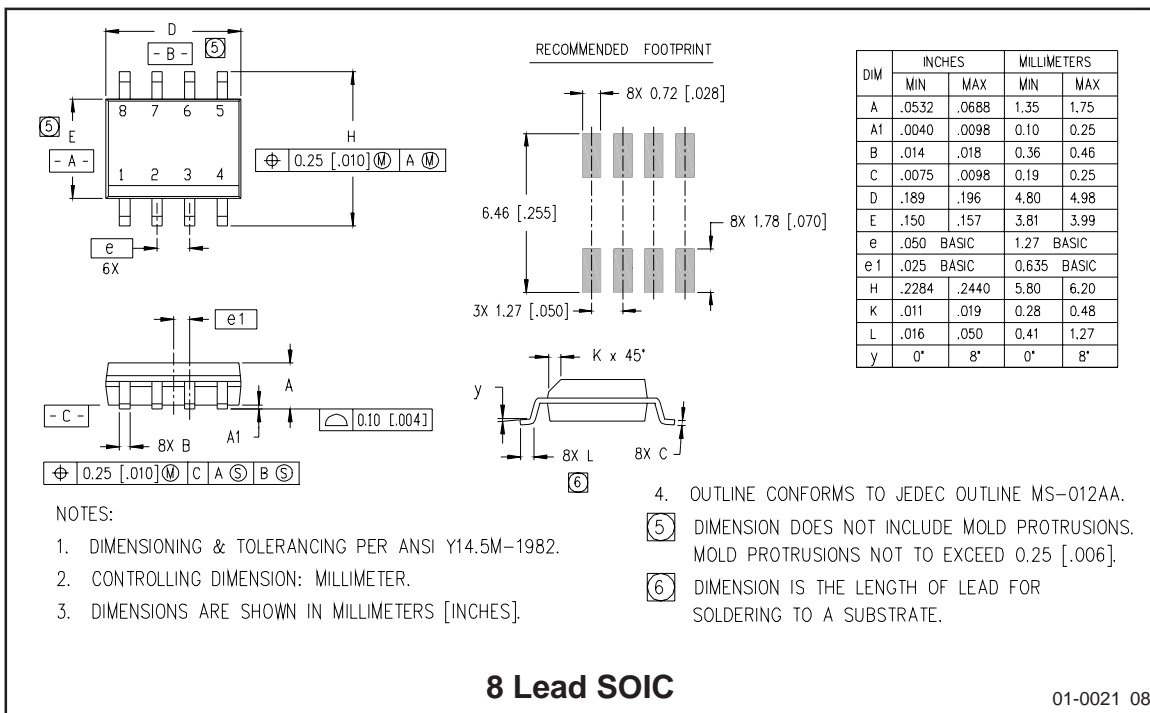 D
- B -
5
8 7 6 5
5
E
- A -
H
⌖ 0.25 [.010] Ⓜ A Ⓜ
1 2 3 4
e
6X
e1
A
- C -
A1
⌓ 0.10 [.004]
8X B
⌖ 0.25 [.010] Ⓜ C A Ⓢ B Ⓢ
RECOMMENDED FOOTPRINT
8X 0.72 [.028]
6.46 [.255]
8X 1.78 [.070]
3X 1.27 [.050]
K x 45°
y
8X L
8X C
6
DIM INCHES MILLIMETERS
MIN MAX MIN MAX
A .0532 .0688 1.35 1.75
A1 .0040 .0098 0.10 0.25
B .014 .018 0.36 0.46
C .0075 .0098 0.19 0.25
D .189 .196 4.80 4.98
E .150 .157 3.81 3.99
e .050 BASIC 1.27 BASIC
e1 .025 BASIC 0.635 BASIC
H .2284 .2440 5.80 6.20
K .011 .019 0.28 0.48
L .016 .050 0.41 1.27
y 0° 8° 0° 8°
NOTES:
1. DIMENSIONING & TOLERANCING PER ANSI Y14.5M-1982.
2. CONTROLLING DIMENSION: MILLIMETER.
3. DIMENSIONS ARE SHOWN IN MILLIMETERS [INCHES].
4. OUTLINE CONFORMS TO JEDEC OUTLINE MS-012AA.
5 DIMENSION DOES NOT INCLUDE MOLD PROTRUSIONS.
MOLD PROTRUSIONS NOT TO EXCEED 0.25 [.006].
6 DIMENSION IS THE LENGTH OF LEAD FOR
SOLDERING TO A SUBSTRATE.
8 Lead SOIC
01-0021 08